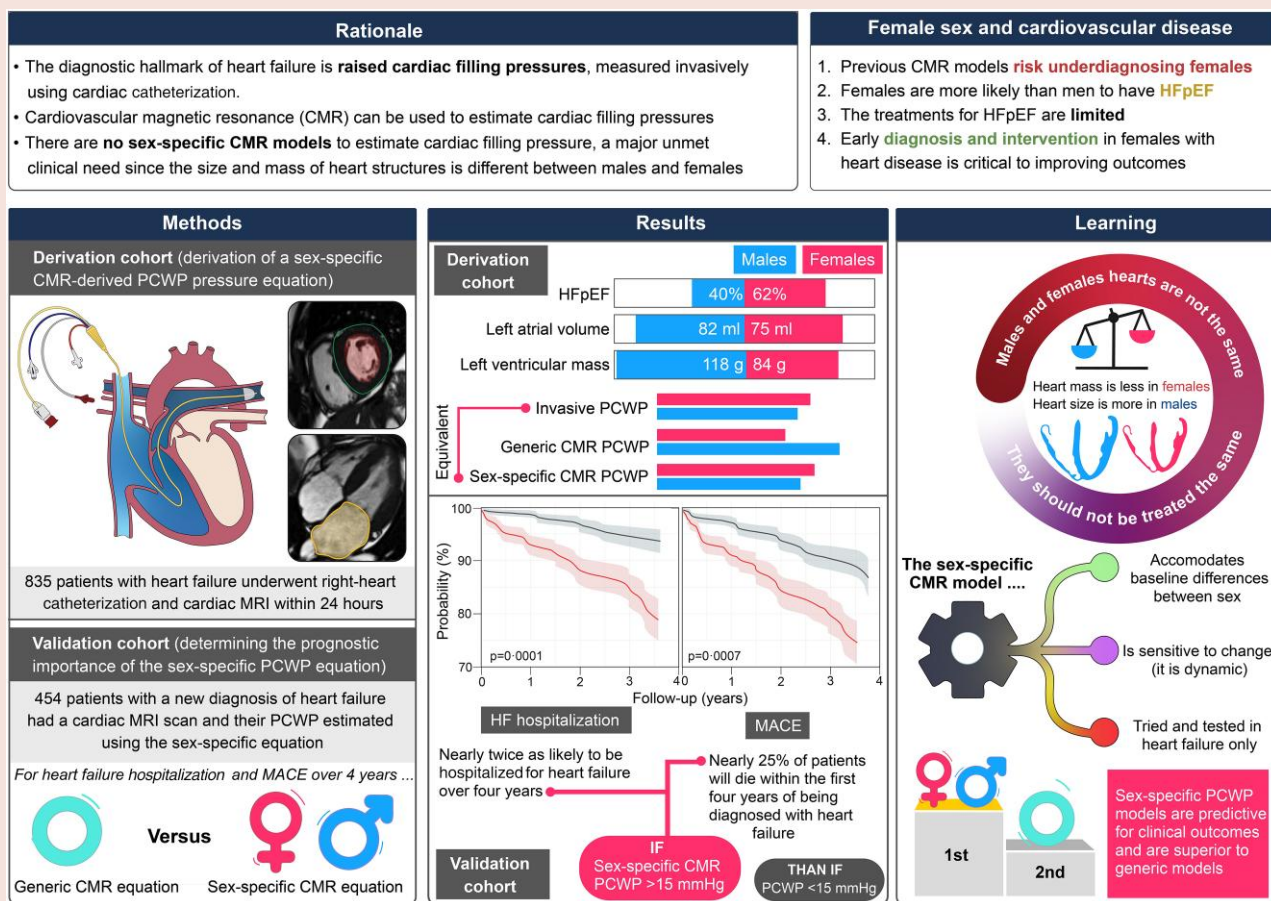 Rationale
• The diagnostic hallmark of heart failure is raised cardiac filling pressures, measured invasively
using cardiac catheterization.
• Cardiovascular magnetic resonance (CMR) can be used to estimate cardiac filling pressures
• There are no sex-specific CMR models to estimate cardiac filling pressure, a major unmet
clinical need since the size and mass of heart structures is different between males and females
Female sex and cardiovascular disease
1. Previous CMR models risk underdiagnosing females
2. Females are more likely than men to have HFpEF
3. The treatments for HFpEF are limited
4. Early diagnosis and intervention in females with
heart disease is critical to improving outcomes
Methods
Derivation cohort (derivation of a sex-specific
CMR-derived PCWP pressure equation)
835 patients with heart failure underwent right-heart
catheterization and cardiac MRI within 24 hours
Validation cohort (determining the prognostic
importance of the sex-specific PCWP equation)
454 patients with a new diagnosis of heart failure
had a cardiac MRI scan and their PCWP estimated
using the sex-specific equation
For heart failure hospitalization and MACE over 4 years ...
Versus
Generic CMR equation
Sex-specific CMR equation
Results
Derivation
cohort
Males
Females
HFpEF
40%
62%
Left atrial volume
82 ml
75 ml
Left ventricular mass
118 g
84 g
Equivalent
Invasive PCWP
Generic CMR PCWP
Sex-specific CMR PCWP
Probability (%)
100
90
80
70
p=0·0001
0
1
2
3
4
p=0·0007
0
1
2
3
4
Follow-up (years)
HF hospitalization
MACE
Nearly twice as likely to be
hospitalized for heart failure
over four years
Nearly 25% of patients
will die within the first
four years of being
diagnosed with heart
failure
Validation
cohort
IF
Sex-specific CMR
PCWP >15 mmHg
THAN IF
PCWP <15 mmHg
Learning
Males and females hearts are not the same
They should not be treated the same
Heart mass is less in females
Heart size is more in males
The sex-specific
CMR model ....
Accomodates
baseline differences
between sex
Is sensitive to change
(it is dynamic)
Tried and tested in
heart failure only
1st
2nd
Sex-specific PCWP
models are predictive
for clinical outcomes
and are superior to
generic models